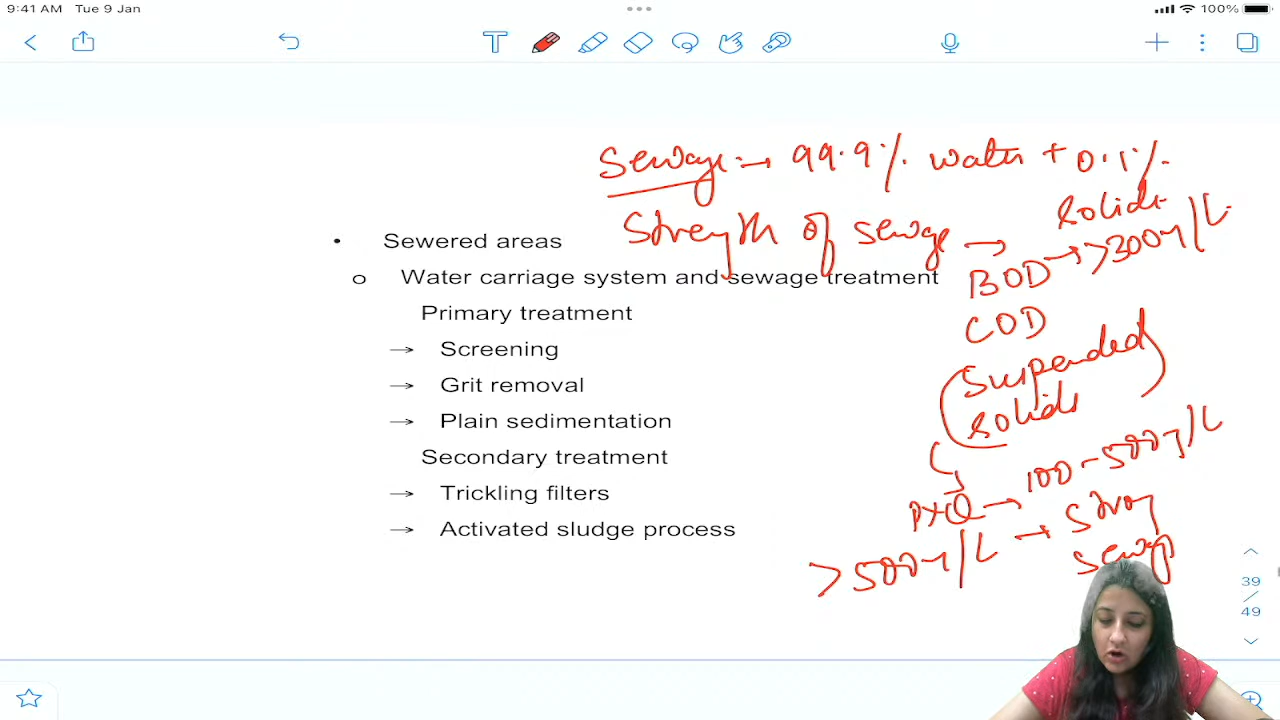 9:41 AM Tue 9 Jan
100%
T
Sewage → 99.9% water + 0.1%
solids
Strength of sewage →
BOD → >300mg/L
• Sewered areas
o Water carriage system and sewage treatment
COD
Primary treatment
(Suspended
→ Screening
solids)
→ Grit removal
→ Plain sedimentation
Secondary treatment
→ 100-500mg/L
→ Trickling filters
→ Activated sludge process
>500mg/L → Strong
sewage
39
/
49